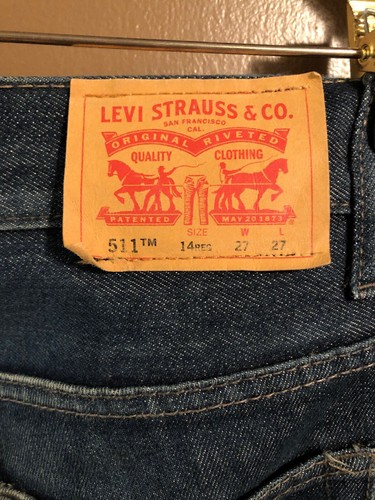 LEVI STRAUSS & CO.
SAN FRANCISCO
CAL.
ORIGINAL RIVETED
QUALITY CLOTHING
PATENTED MAY 20 1873
SIZE W L
511™ 14REG 27 27